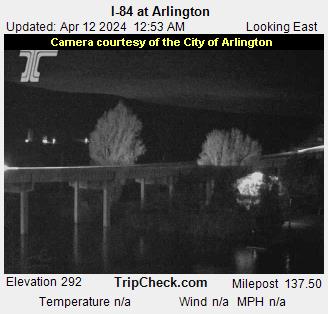 I-84 at Arlington
Updated: Apr 12 2024 12:53 AM Looking East
Camera courtesy of the City of Arlington
Elevation 292 TripCheck.com Milepost 137.50
Temperature n/a Wind n/a MPH n/a